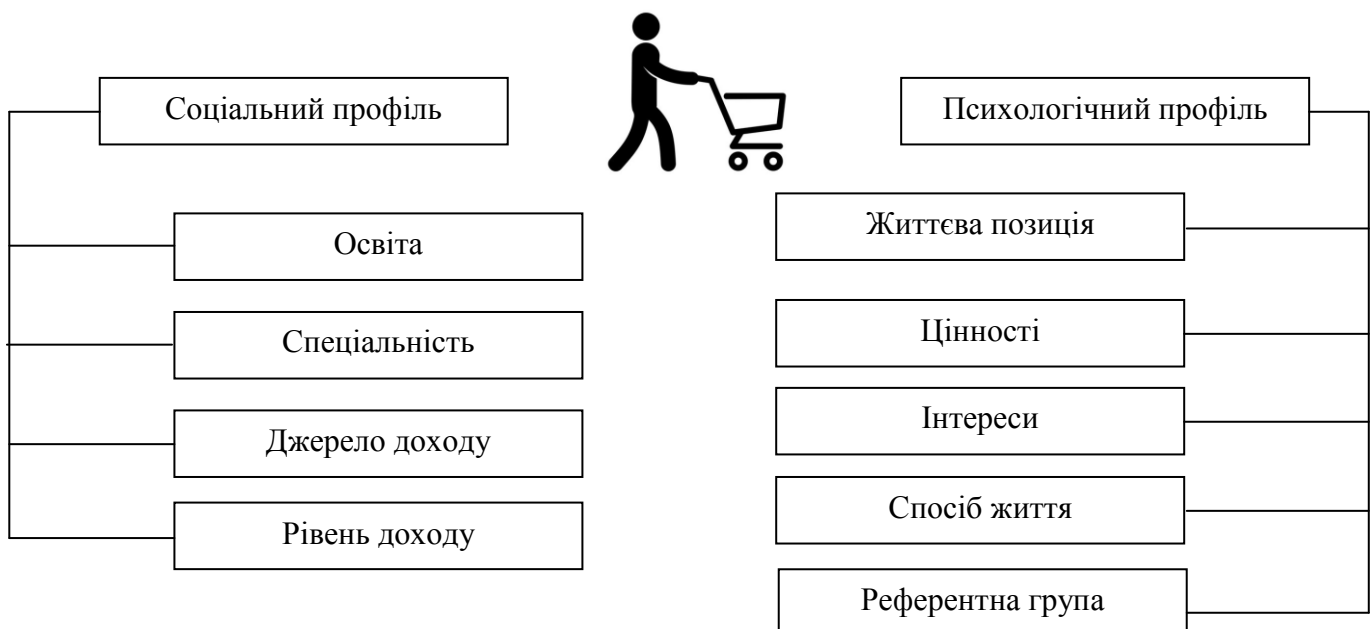 Соціальний профіль
Освіта
Спеціальність
Джерело доходу
Рівень доходу
Психологічний профіль
Життєва позиція
Цінності
Інтереси
Спосіб життя
Референтна група